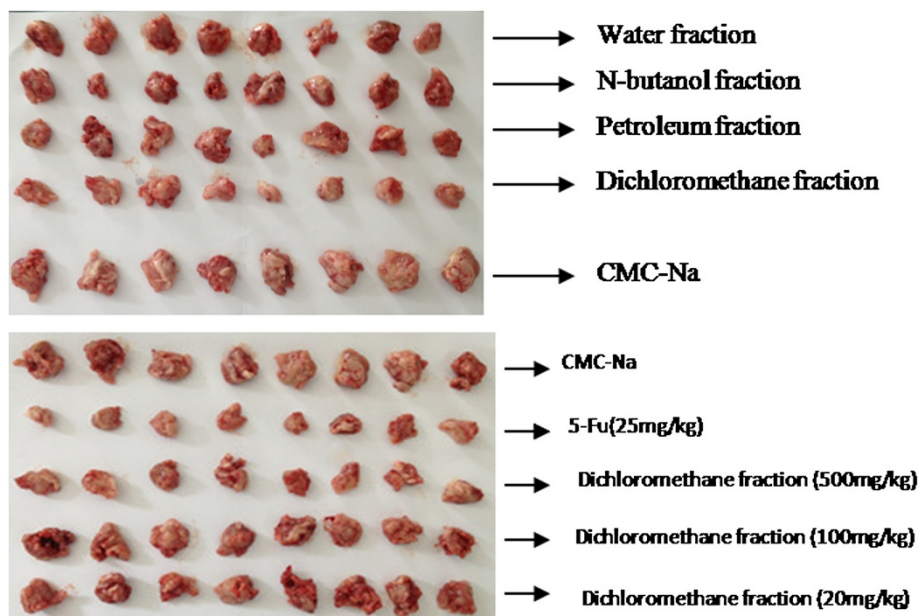 Water fraction
N-butanol fraction
Petroleum fraction
Dichloromethane fraction
CMC-Na
CMC-Na
5-Fu(25mg/kg)
Dichloromethane fraction (500mg/kg)
Dichloromethane fraction (100mg/kg)
Dichloromethane fraction (20mg/kg)